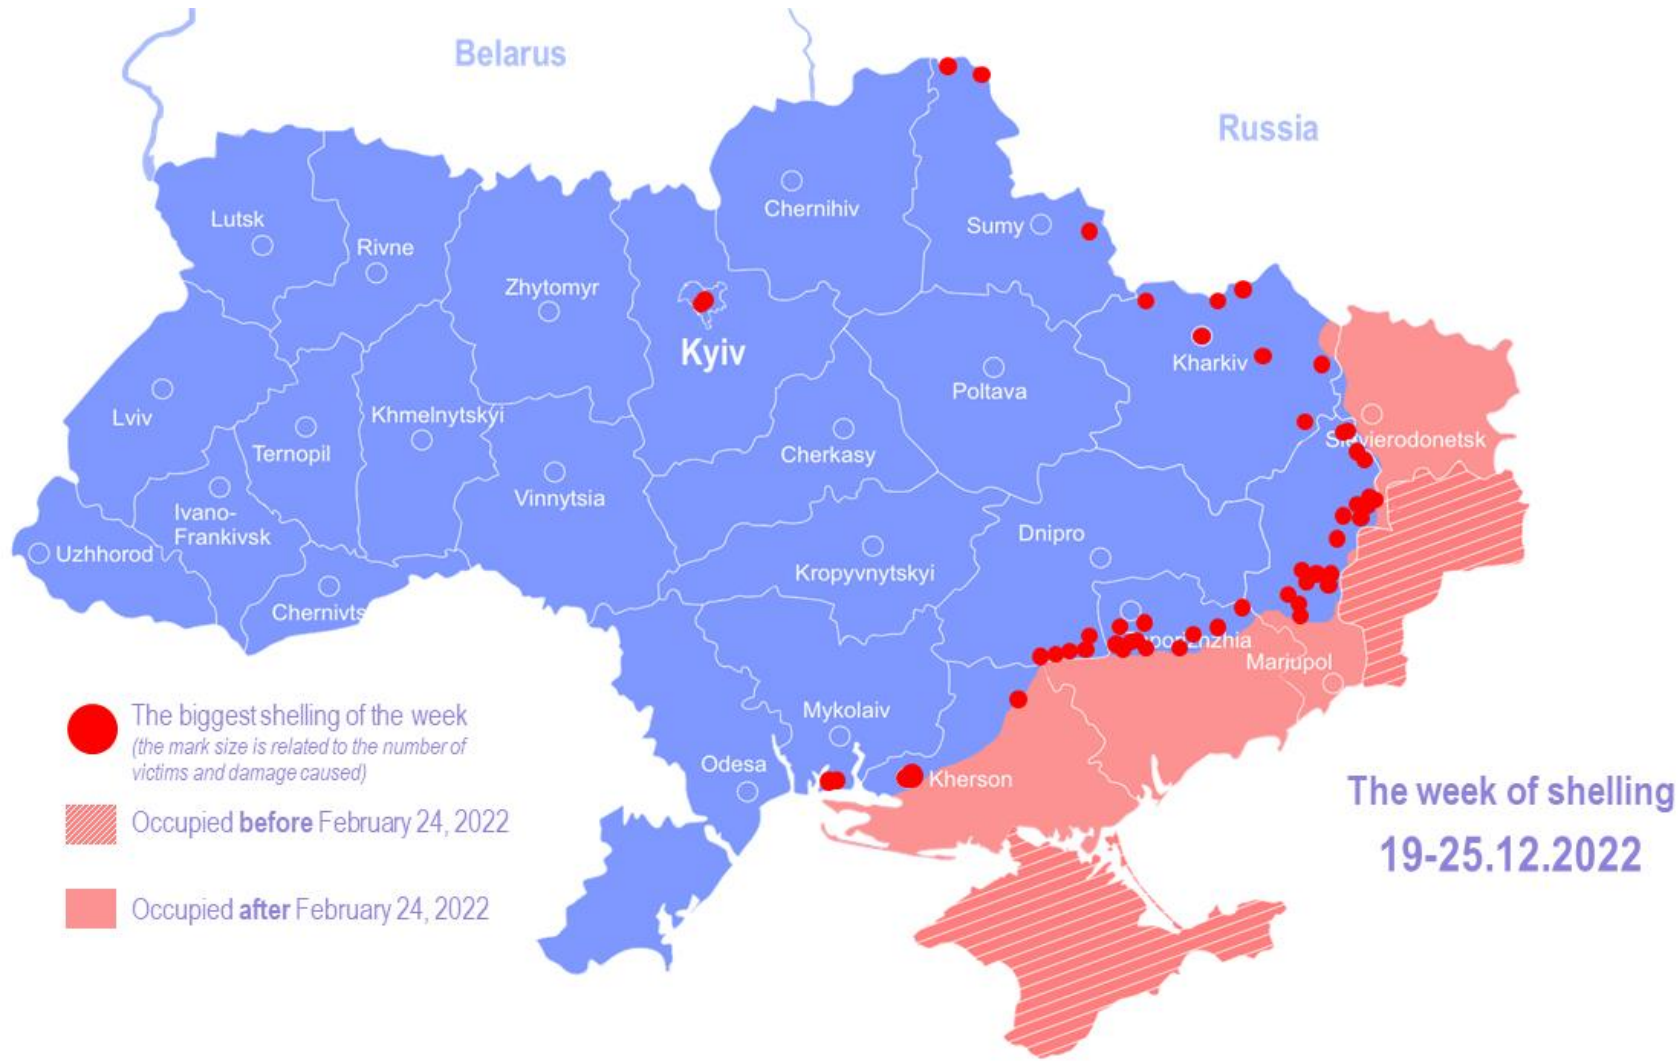 Belarus
Russia
Chernihiv
Lutsk
Sumy
Rivne
Zhytomyr
Kyiv
Kharkiv
Poltava
Lviv
Khmelnytskyi
Ternopil
Cherkasy
Sievierodonetsk
Vinnytsia
Ivano-
Frankivsk
Dnipro
Uzhhorod
Kropyvnytskyi
Chernivts
Zaporizhzhia
Mariupol
Mykolaiv
Odesa
Kherson
The biggest shelling of the week
(the mark size is related to the number of
victims and damage caused)
Occupied before February 24, 2022
Occupied after February 24, 2022
The week of shelling
19-25.12.2022